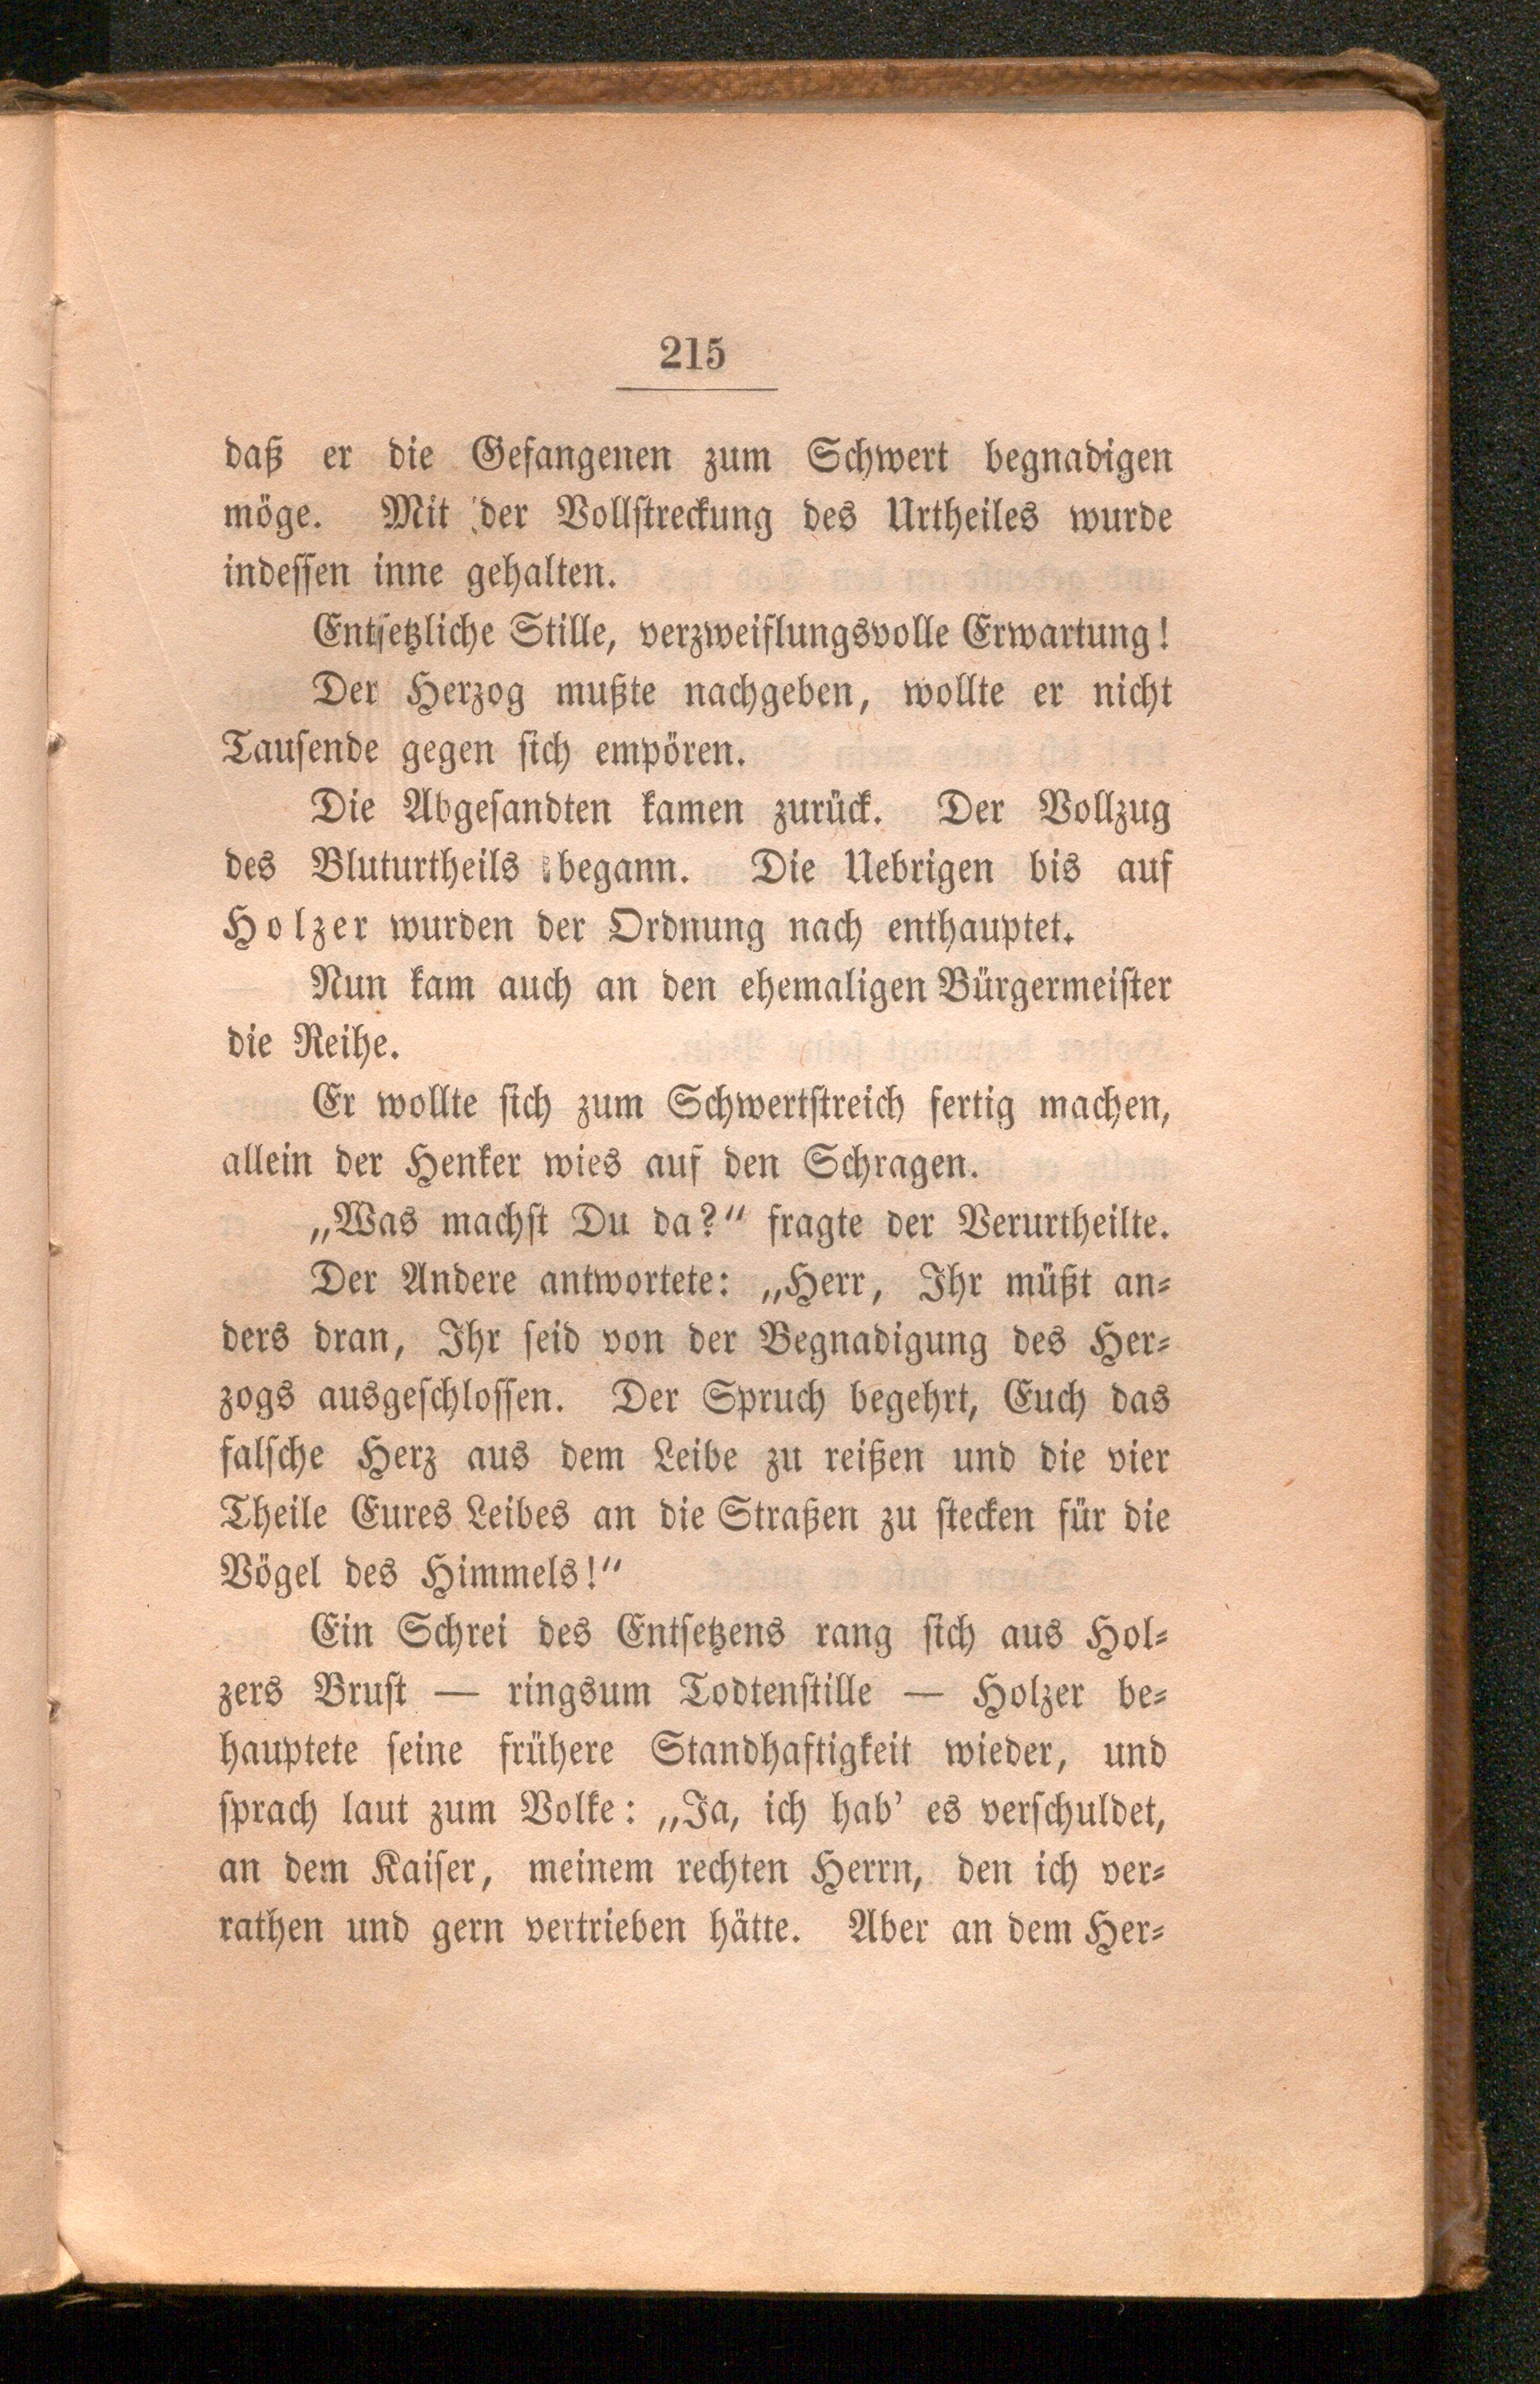 215
daß er die Gefangenen zum Schwert begnadigen
möge. Mit der Vollstreckung des Urtheiles wurde
indessen inne gehalten.
Entsetzliche Stille, verzweiflungsvolle Erwartung!
Der Herzog mußte nachgeben, wollte er nicht
Tausende gegen sich empören.
Die Abgesandten kamen zurück. Der Vollzug
des Bluturtheils begann. Die Uebrigen bis auf
Holzer wurden der Ordnung nach enthauptet.
Nun kam auch an den ehemaligen Bürgermeister
die Reihe.
Er wollte sich zum Schwertstreich fertig machen,
allein der Henker wies auf den Schragen.
„Was machst Du da?“ fragte der Verurtheilte.
Der Andere antwortete: „Herr, Ihr müßt an-
ders dran, Ihr seid von der Begnadigung des Her-
zogs ausgeschlossen. Der Spruch begehrt, Euch das
falsche Herz aus dem Leibe zu reißen und die vier
Theile Eures Leibes an die Straßen zu stecken für die
Vögel des Himmels!“
Ein Schrei des Entsetzens rang sich aus Hol-
zers Brust — ringsum Todtenstille — Holzer be-
hauptete seine frühere Standhaftigkeit wieder, und
sprach laut zum Volke: „Ja, ich hab’ es verschuldet,
an dem Kaiser, meinem rechten Herrn, den ich ver-
rathen und gern vertrieben hätte. Aber an dem Her-